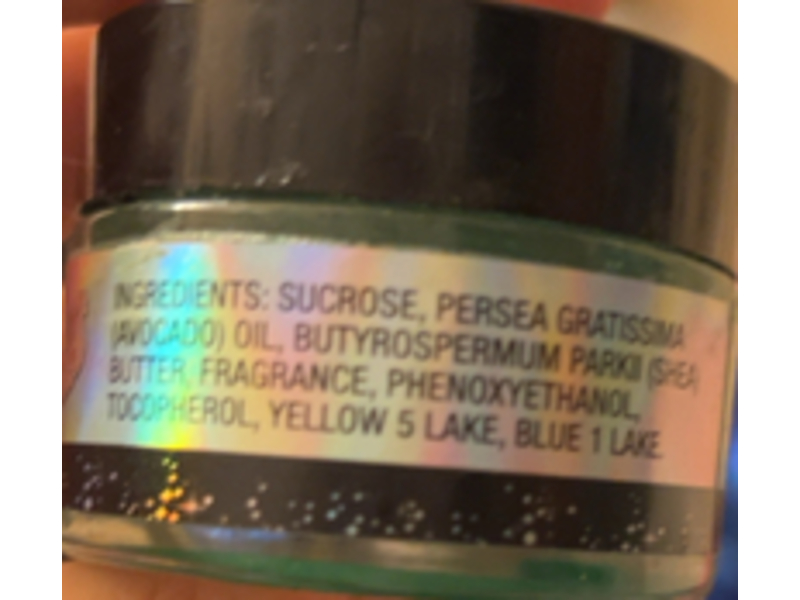 INGREDIENTS: SUCROSE, PERSEA GRATISSIMA
(AVOCADO) OIL, BUTYROSPERMUM PARKII (SHEA)
BUTTER, FRAGRANCE, PHENOXYETHANOL,
TOCOPHEROL, YELLOW 5 LAKE, BLUE 1 LAKE